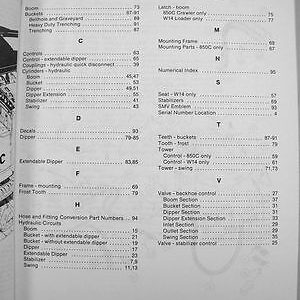 Boom 73
Buckets 87-91
Bellhole and Graveyard 89
Heavy Duty Trenching 91
Trenching 87
C
Controls 63
Control - extendable dipper 65
Couplings - hydraulic quick disconnect 39
Cylinders - hydraulic
Boom 45,47
Bucket 53
Dipper 49,51
Dipper Extension 55
Stabilizer 41
Swing 43
D
Decals 93
Dipper 79-85
E
Extendable Dipper 83,85
F
Frame - mounting 69
Frost Tooth 79
H
Hose and Fitting Conversion Part Numbers 94
Hydraulic Circuits
Boom 15
Bucket - with extendable dipper 21
Bucket - without extendable dipper 19
Dipper 17
Extendable Dipper 23
Stabilizer 7,9
Swing 11,13
Latch - boom
850C Crawler only 75
W14 Loader only 77
M
Mounting Frame 69
Mounting Parts - 850C only 67
N
Numerical Index 95
S
Seat - W14 only 57
Stabilizers 69
SMV Emblem 93
Serial Number Location 4
T
Teeth - buckets 87-91
Tooth - frost 79
Tower
Control - 850C only 59
Control - W14 only 61
Tower - swing 71,73
V
Valve - backhoe control 27
Boom Section 37
Bucket Section 31
Dipper Section 31
Dipper Extension Section 33
Inlet Section 29
Outlet Section 29
Swing Section 35
Valve - stabilizer control 25